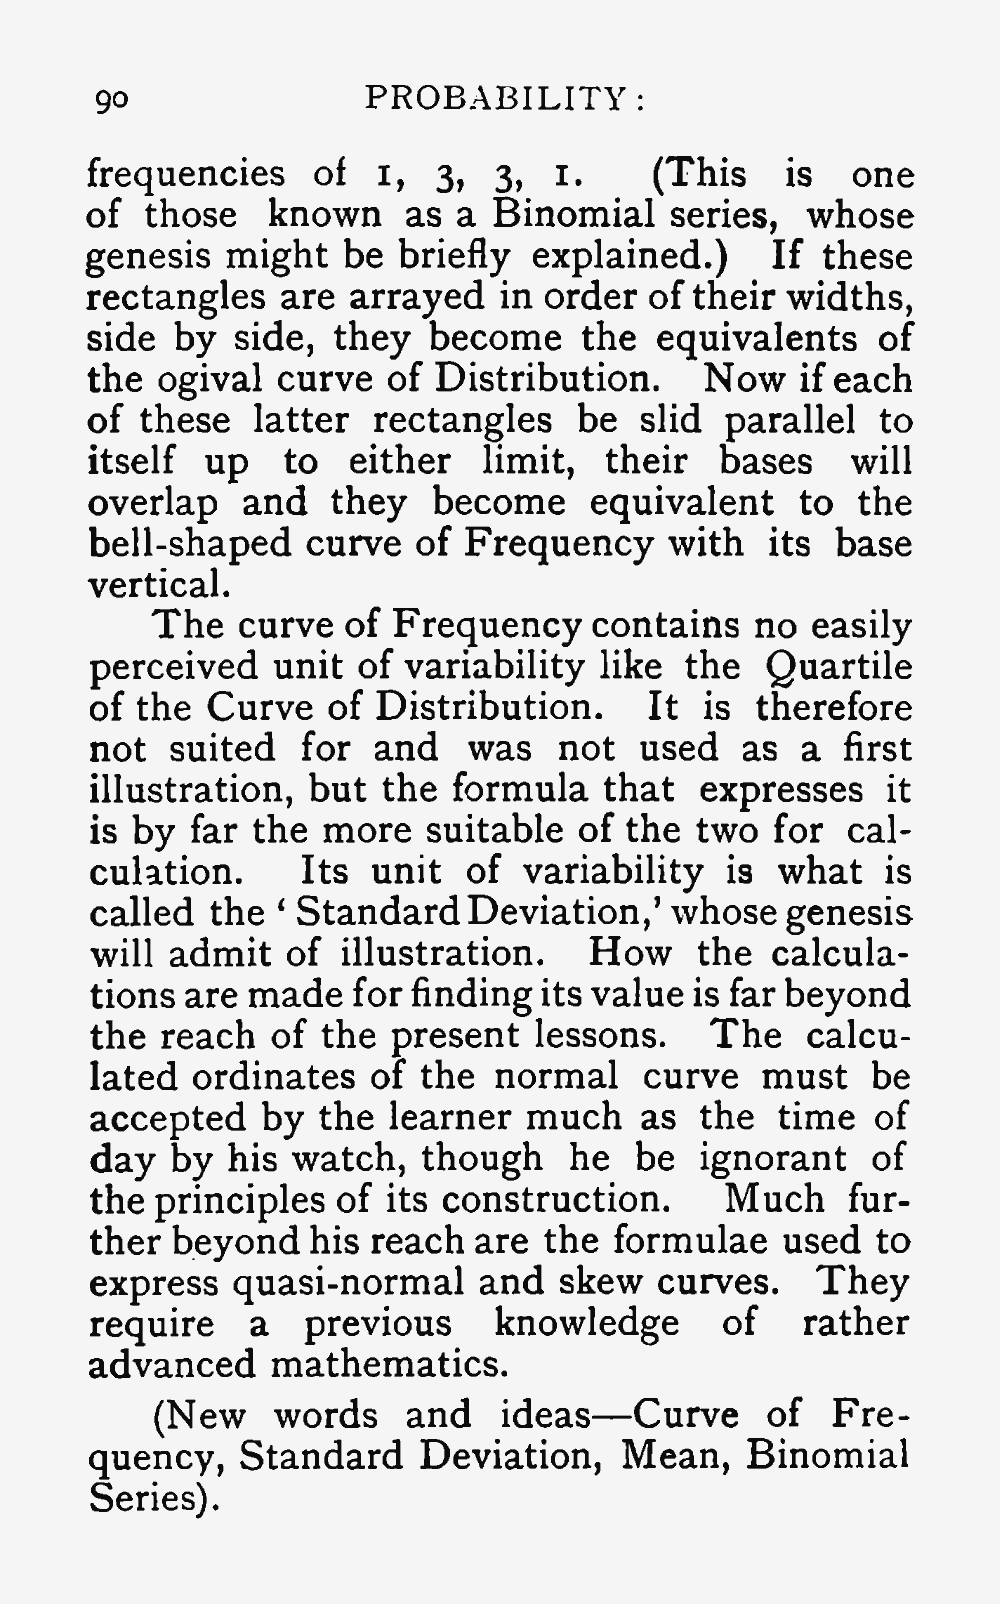 90 PROBABILITY:
frequencies of 1, 3, 3, 1. (This is one
of those known as a Binomial series, whose
genesis might be briefly explained.) If these
rectangles are arrayed in order of their widths,
side by side, they become the equivalents of
the ogival curve of Distribution. Now if each
of these latter rectangles be slid parallel to
itself up to either limit, their bases will
overlap and they become equivalent to the
bell-shaped curve of Frequency with its base
vertical.
The curve of Frequency contains no easily
perceived unit of variability like the Quartile
of the Curve of Distribution. It is therefore
not suited for and was not used as a first
illustration, but the formula that expresses it
is by far the more suitable of the two for cal-
culation. Its unit of variability is what is
called the ‘ Standard Deviation,’ whose genesis
will admit of illustration. How the calcula-
tions are made for finding its value is far beyond
the reach of the present lessons. The calcu-
lated ordinates of the normal curve must be
accepted by the learner much as the time of
day by his watch, though he be ignorant of
the principles of its construction. Much fur-
ther beyond his reach are the formulae used to
express quasi-normal and skew curves. They
require a previous knowledge of rather
advanced mathematics.
(New words and ideas—Curve of Fre-
quency, Standard Deviation, Mean, Binomial
Series).